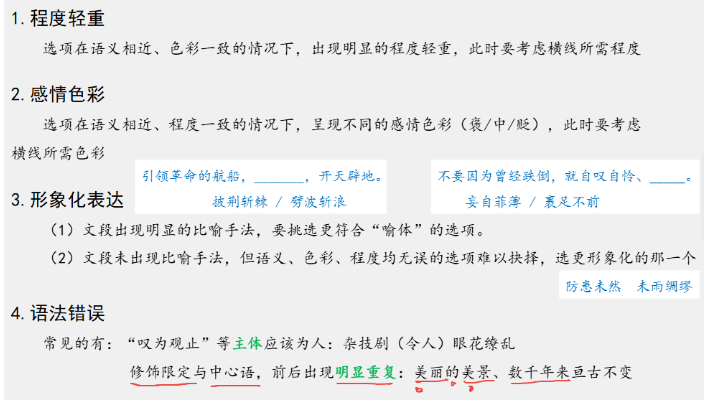 1.程度轻重
选项在语义相近、色彩一致的情况下，出现明显的程度轻重，此时要考虑横线所需程度
2.感情色彩
选项在语义相近、程度一致的情况下，呈现不同的感情色彩（褒/中/贬），此时要考虑
横线所需色彩
引领革命的航船，______，开天辟地。
披荆斩棘 / 劈波斩浪
不要因为曾经跌倒，就自叹自怜、_____。
妄自菲薄 / 裹足不前
3.形象化表达
（1）文段出现明显的比喻手法，要挑选更符合“喻体”的选项。
（2）文段未出现比喻手法，但语义、色彩、程度均无误的选项难以抉择，选更形象化的那一个
防患未然 未雨绸缪
4.语法错误
常见的有：“叹为观止”等主体应该为人：杂技剧（令人）眼花缭乱
修饰限定与中心语，前后出现明显重复：美丽的美景、数千年来亘古不变